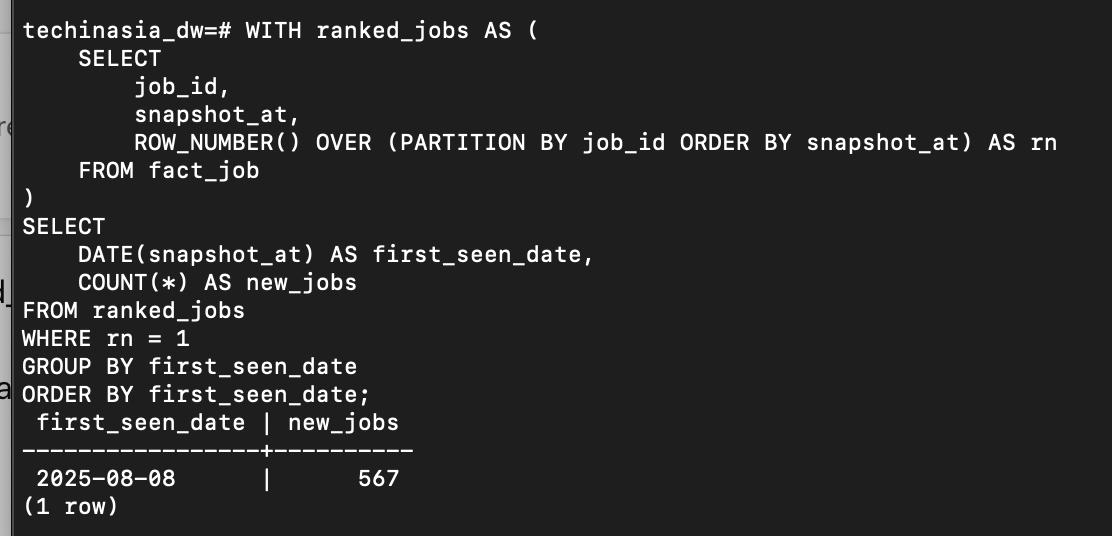 techinasia_dw=# WITH ranked_jobs AS (
    SELECT
        job_id,
        snapshot_at,
        ROW_NUMBER() OVER (PARTITION BY job_id ORDER BY snapshot_at) AS rn
    FROM fact_job
)
SELECT
    DATE(snapshot_at) AS first_seen_date,
    COUNT(*) AS new_jobs
FROM ranked_jobs
WHERE rn = 1
GROUP BY first_seen_date
ORDER BY first_seen_date;
 first_seen_date | new_jobs
-----------------+----------
 2025-08-08      |      567
(1 row)